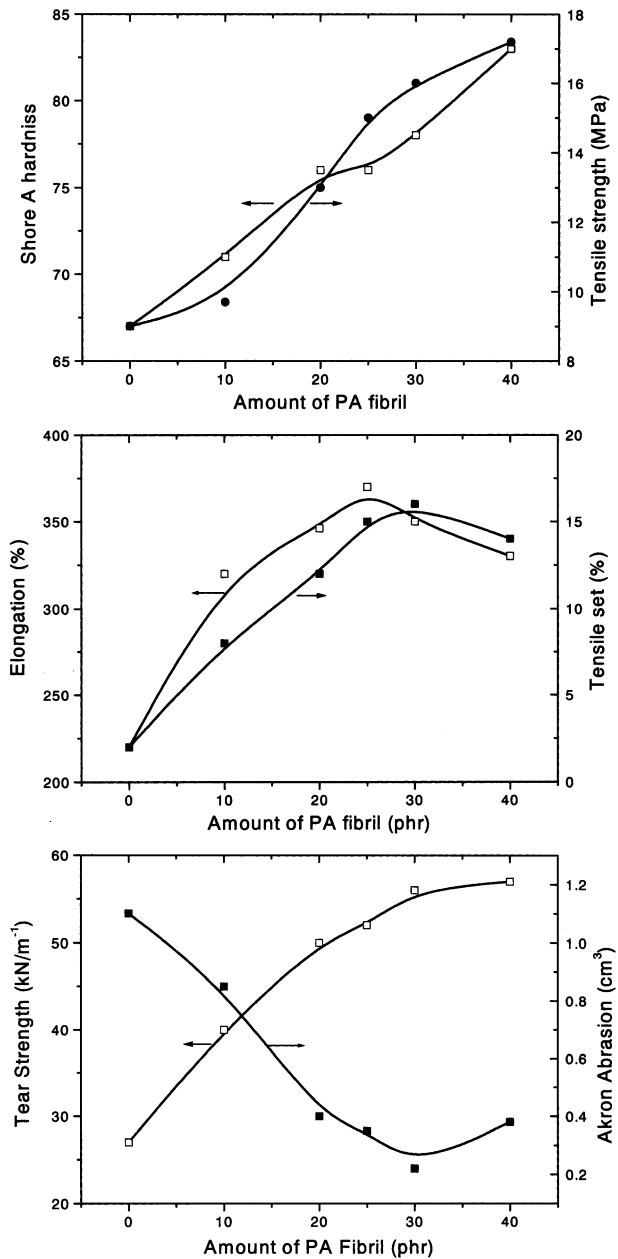 85
80
75
70
65
Shore A hardniss
18
16
14
12
10
8
Tensile strength (MPa)
0 10 20 30 40
Amount of PA fibril
400
350
300
250
200
Elongation (%)
20
15
10
5
0
Tensile set (%)
0 10 20 30 40
Amount of PA fibril (phr)
60
50
40
30
20
Tear Strength (kN/m⁻¹)
1.2
1.0
0.8
0.6
0.4
0.2
Akron Abrasion (cm³)
0 10 20 30 40
Amount of PA Fibril (phr)